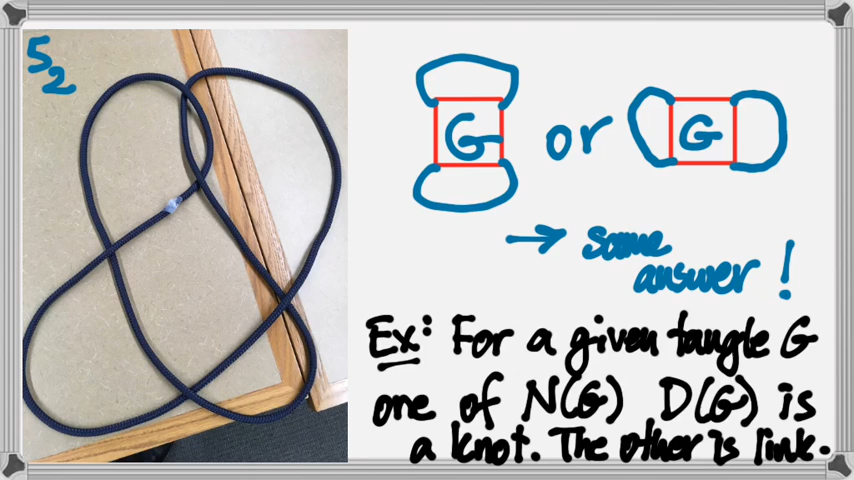 5₂
G or G
→ same
answer!
Ex: For a given tangle G
one of N(G) D(G) is
a knot. The other is link.